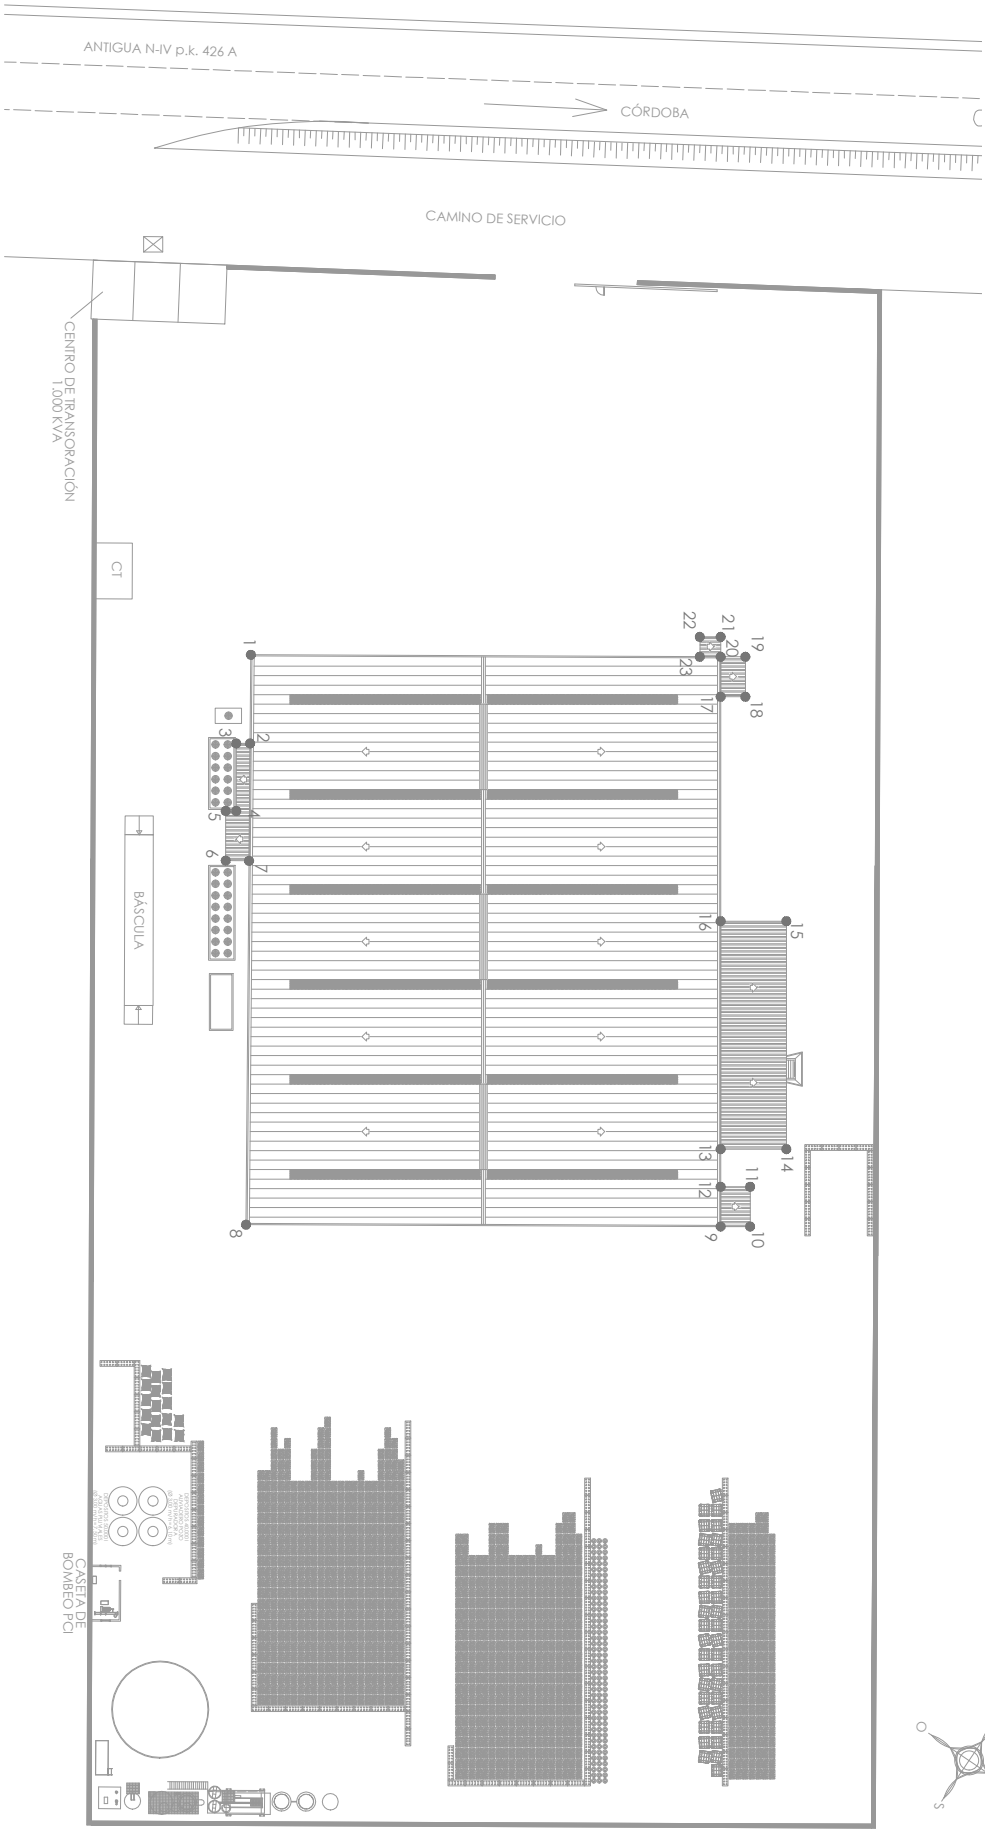 ANTIGUA N-IV p.k. 426 A
CÓRDOBA
CAMINO DE SERVICIO
CENTRO DE TRANSORACIÓN
1.000 KVA
CT
22
21
20
19
1
23
18
17
3
2
5
4
6
7
BÁSCULA
16
15
13
14
12
11
8
9
10
CASETA DE
BOMBEO PCI
O
S